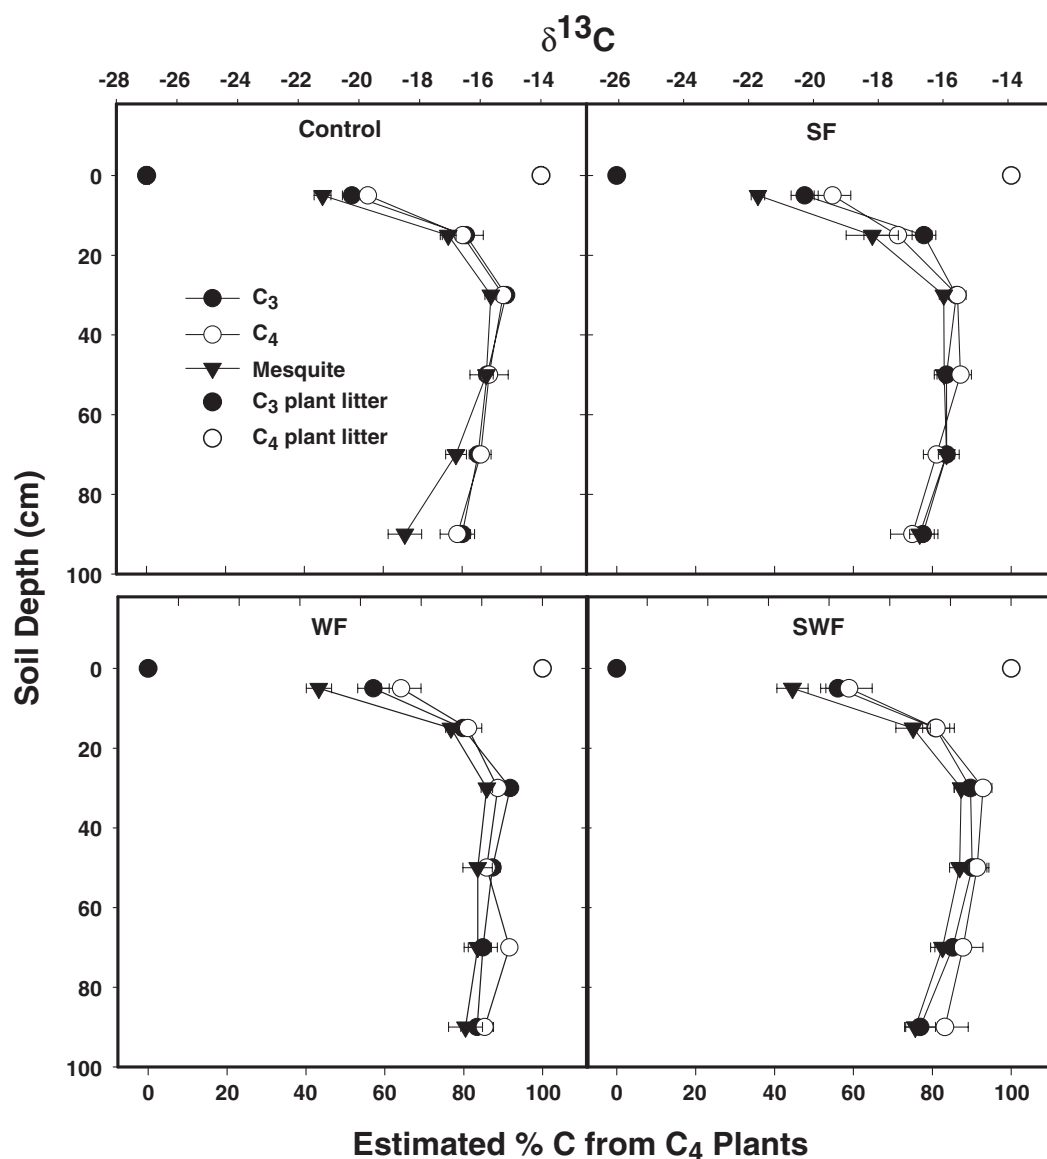 δ¹³C
-28 -26 -24 -22 -20 -18 -16 -14 -26 -24 -22 -20 -18 -16 -14
Control SF
0
20
40
60
80
100
C₃
C₄
Mesquite
C₃ plant litter
C₄ plant litter
Soil Depth (cm)
WF SWF
0
20
40
60
80
100
0 20 40 60 80 100 0 20 40 60 80 100
Estimated % C from C₄ Plants